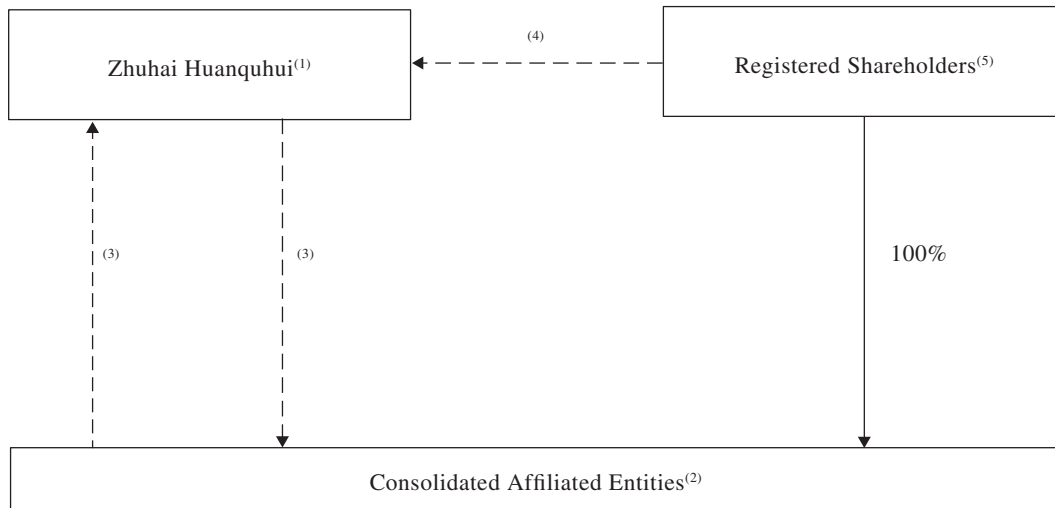 (4)
Zhuhai Huanquhui(1)
Registered Shareholders(5)
(3)
(3)
100%
Consolidated Affiliated Entities(2)